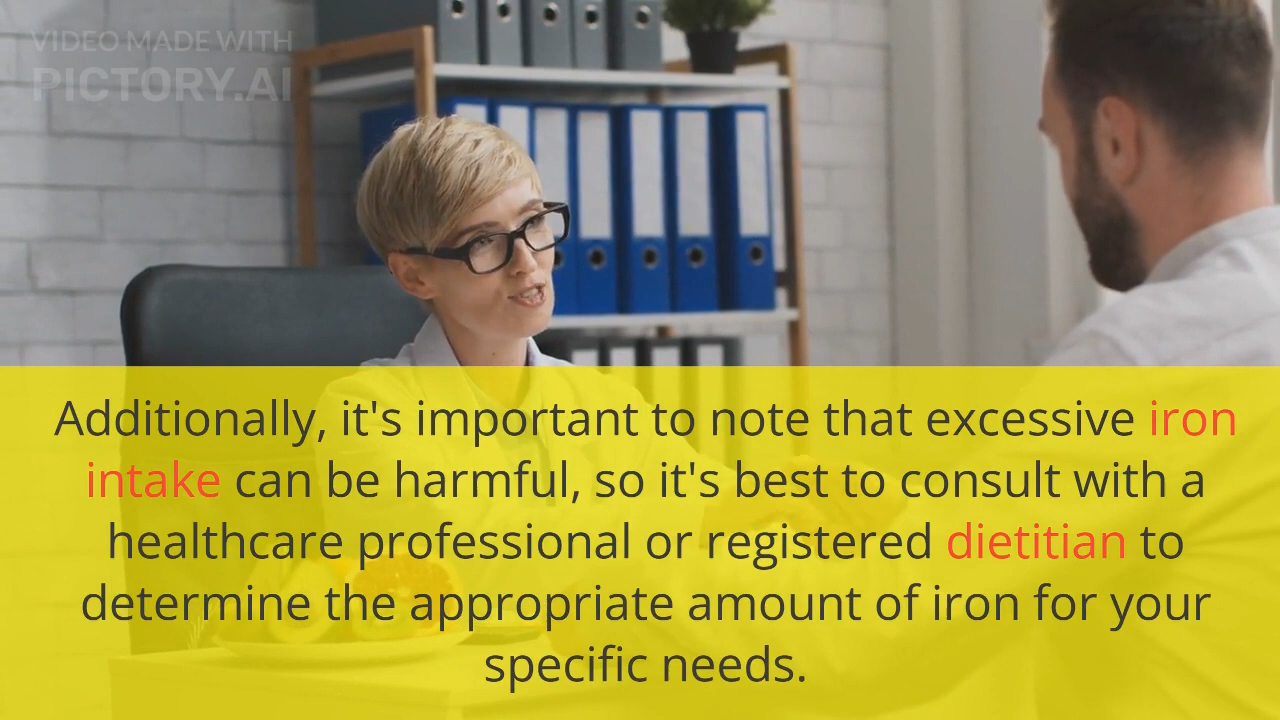 VIDEO MADE WITH
PICTORY.AI
Additionally, it's important to note that excessive iron
intake can be harmful, so it's best to consult with a
healthcare professional or registered dietitian to
determine the appropriate amount of iron for your
specific needs.